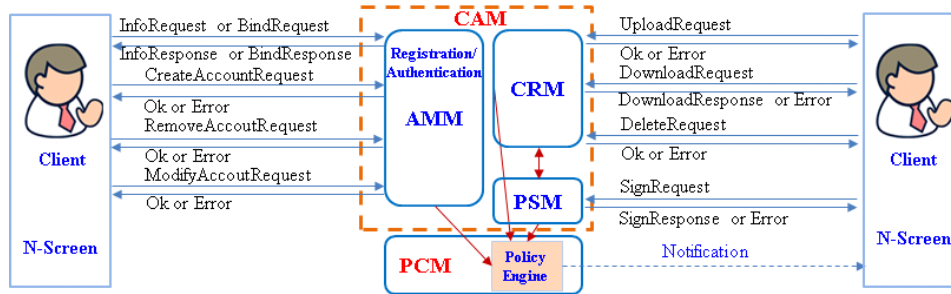 InfoRequest or BindRequest
InfoResponse or BindResponse
CreateAccountRequest
Ok or Error
RemoveAccoutRequest
Ok or Error
ModifyAccoutRequest
Ok or Error
Client
N-Screen
CAM
Registration/
Authentication
AMM
CRM
PSM
PCM
Policy
Engine
UploadRequest
Ok or Error
DownloadRequest
DownloadResponse or Error
DeleteRequest
Ok or Error
SignRequest
SignResponse or Error
Notification
Client
N-Screen